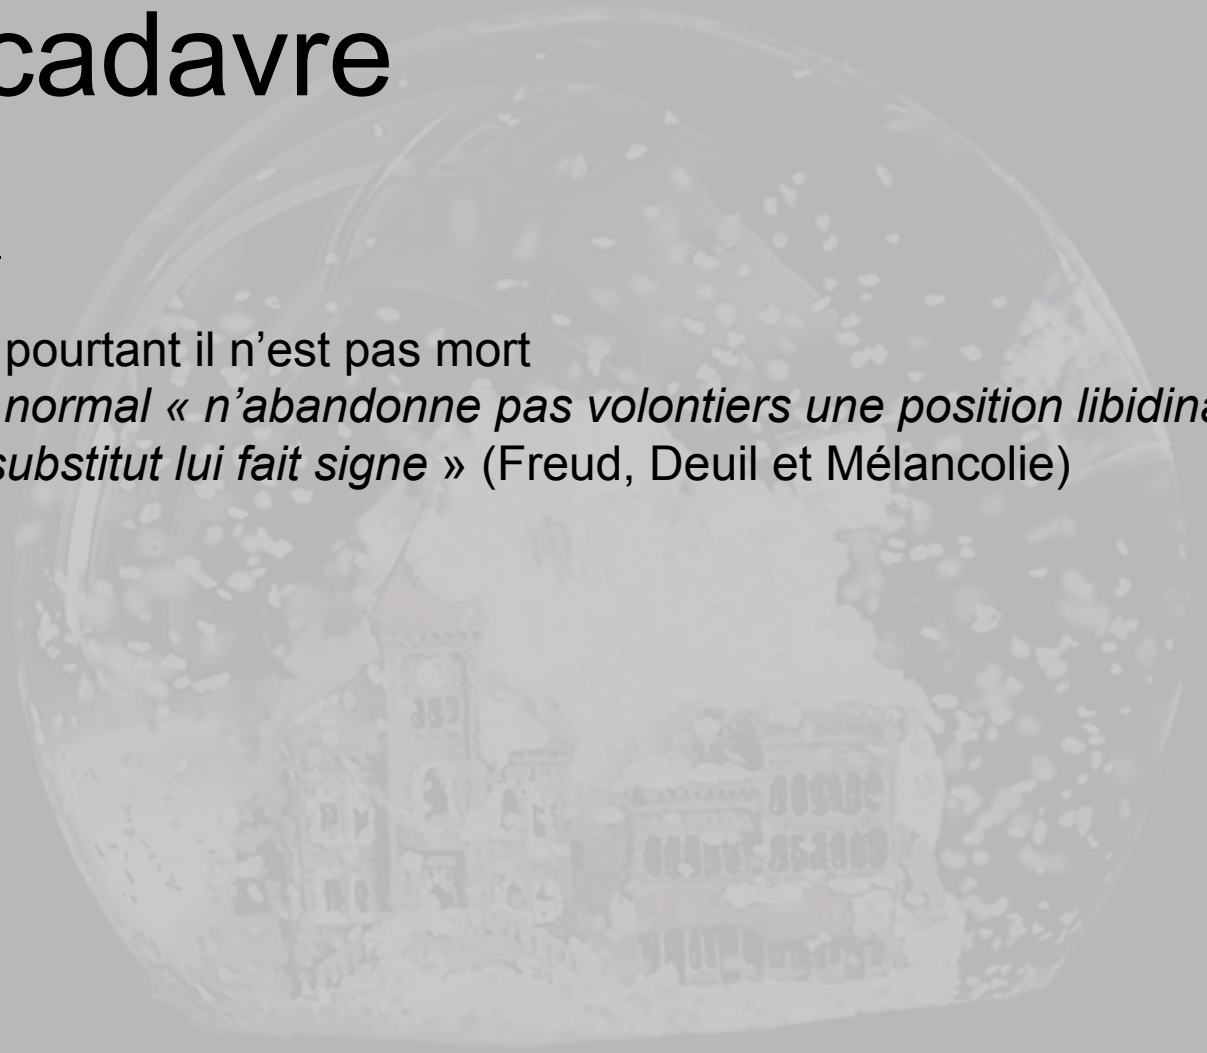 cadavre
pourtant il n’est pas mort
normal « n’abandonne pas volontiers une position libidin
substitut lui fait signe » (Freud, Deuil et Mélancolie)